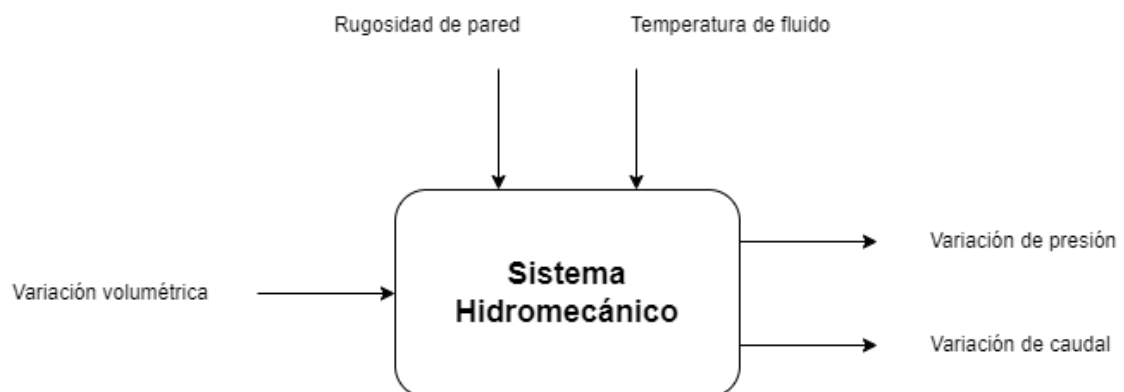 Rugosidad de pared
Temperatura de fluido
Variación de presión
Sistema
Hidromecánico
Variación volumétrica
Variación de caudal